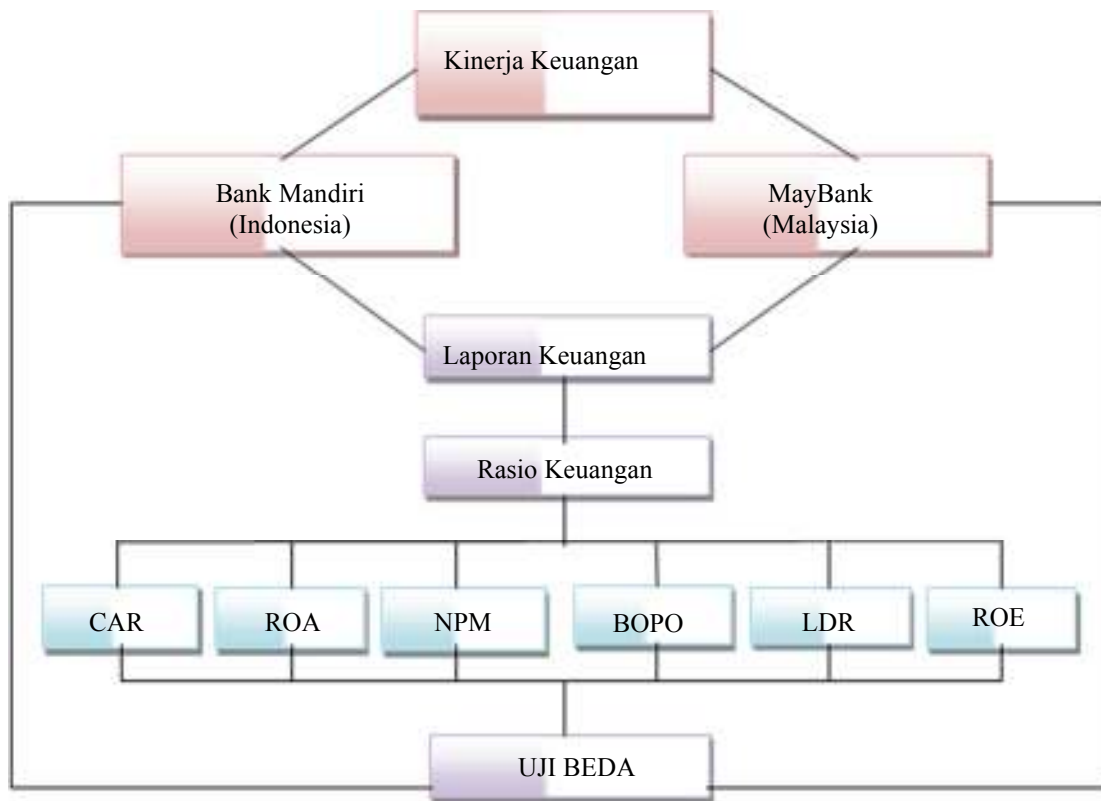 Kinerja Keuangan
Bank Mandiri
(Indonesia)
MayBank
(Malaysia)
Laporan Keuangan
Rasio Keuangan
CAR
ROA
NPM
BOPO
LDR
ROE
UJI BEDA